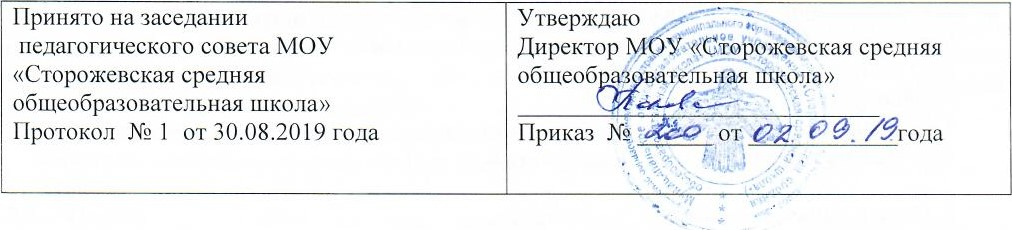 Принято на заседании
педагогического совета МОУ
«Сторожевская средняя
общеобразовательная школа»
Протокол № 1 от 30.08.2019 года
Утверждаю
Директор МОУ «Сторожевская средняя
общеобразовательная школа»
Приказ № 200 от 02.09.19 года